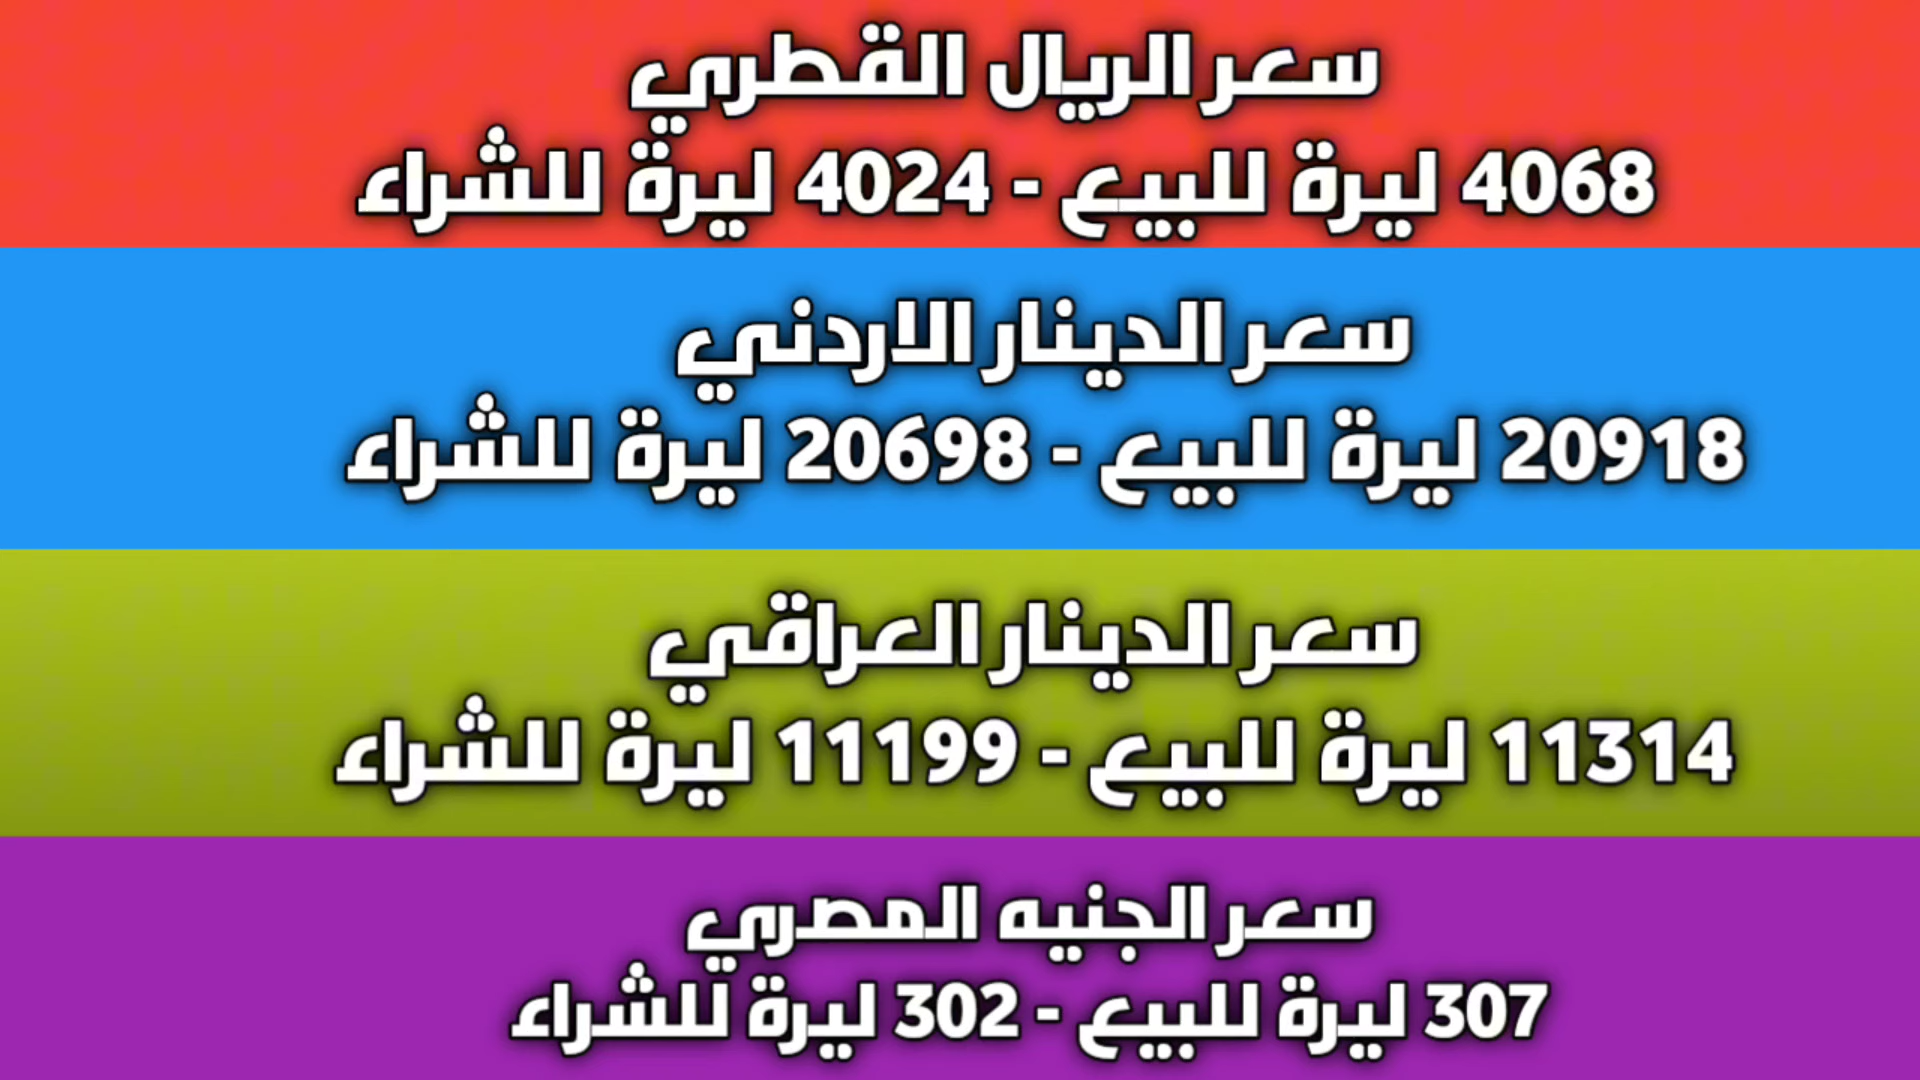 سعر الريال القطري
4068 ليرة للبيع - 4024 ليرة للشراء
سعر الدينار الاردني
20918 ليرة للبيع - 20698 ليرة للشراء
سعر الدينار العراقي
11314 ليرة للبيع - 11199 ليرة للشراء
سعر الجنيه المصري
307 ليرة للبيع - 302 ليرة للشراء